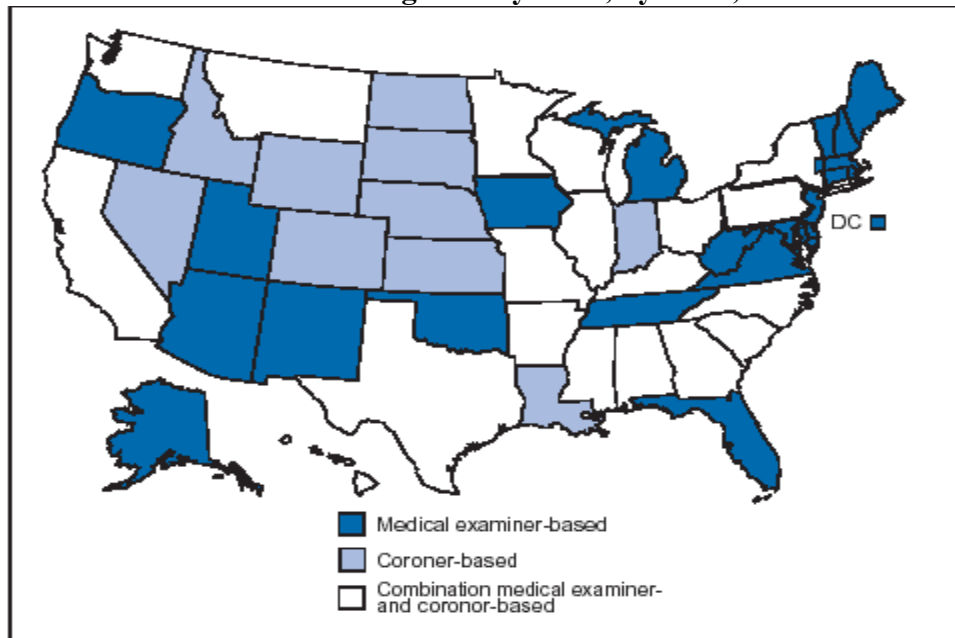 DC
Medical examiner-based
Coroner-based
Combination medical examiner-
and coronor-based